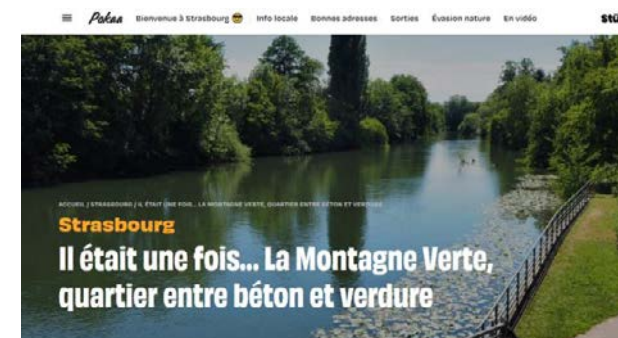 Pokaa Bienvenue à Strasbourg 😎 Info locale Bonnes adresses Sorties Évasion nature En vidéo Stü
ACCUEIL / STRASBOURG / IL ÉTAIT UNE FOIS... LA MONTAGNE VERTE, QUARTIER ENTRE BÉTON ET VERDURE
Strasbourg
Il était une fois... La Montagne Verte,
quartier entre béton et verdure